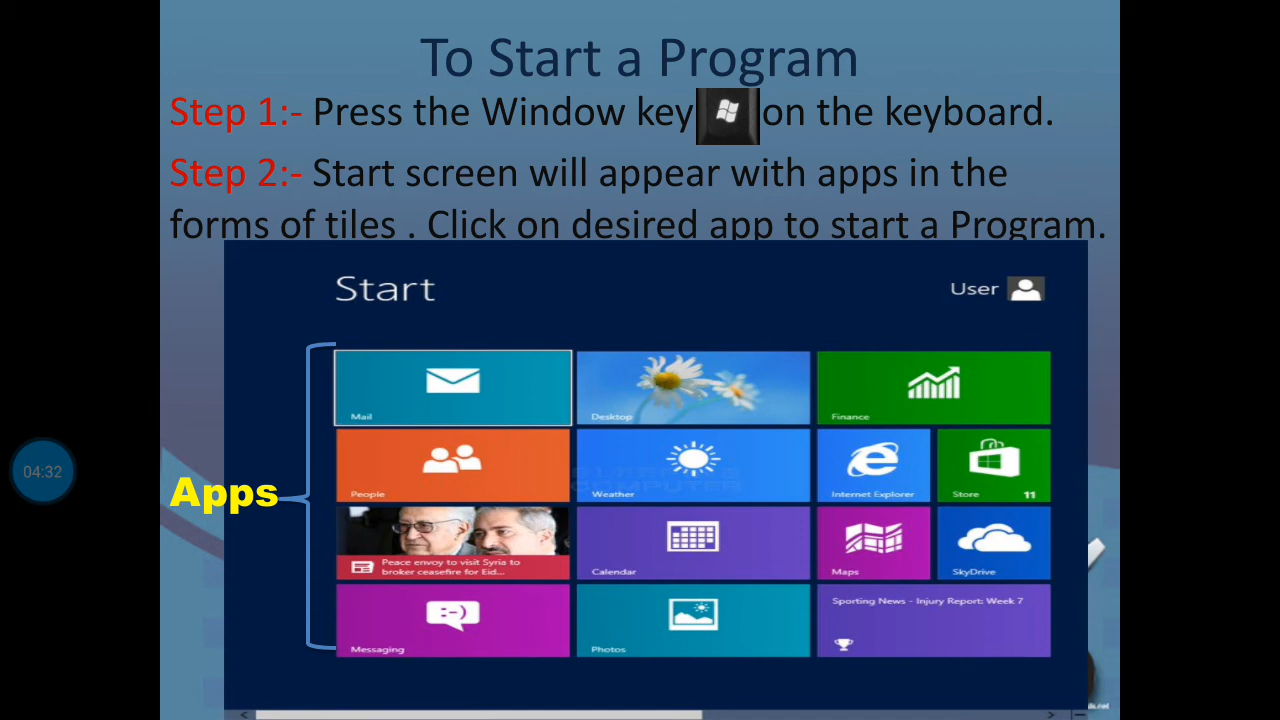 To Start a Program
Step 1:- Press the Window key on the keyboard.
Step 2:- Start screen will appear with apps in the
forms of tiles . Click on desired app to start a Program.
Start
User
Mail
Desktop
Finance
04:32
Apps
People
Weather
Internet Explorer
Store
11
Peace envoy to visit Syria to
broker ceasefire for Eid...
Calendar
Maps
SkyDrive
Sporting News - Injury Report: Week 7
Messaging
Photos